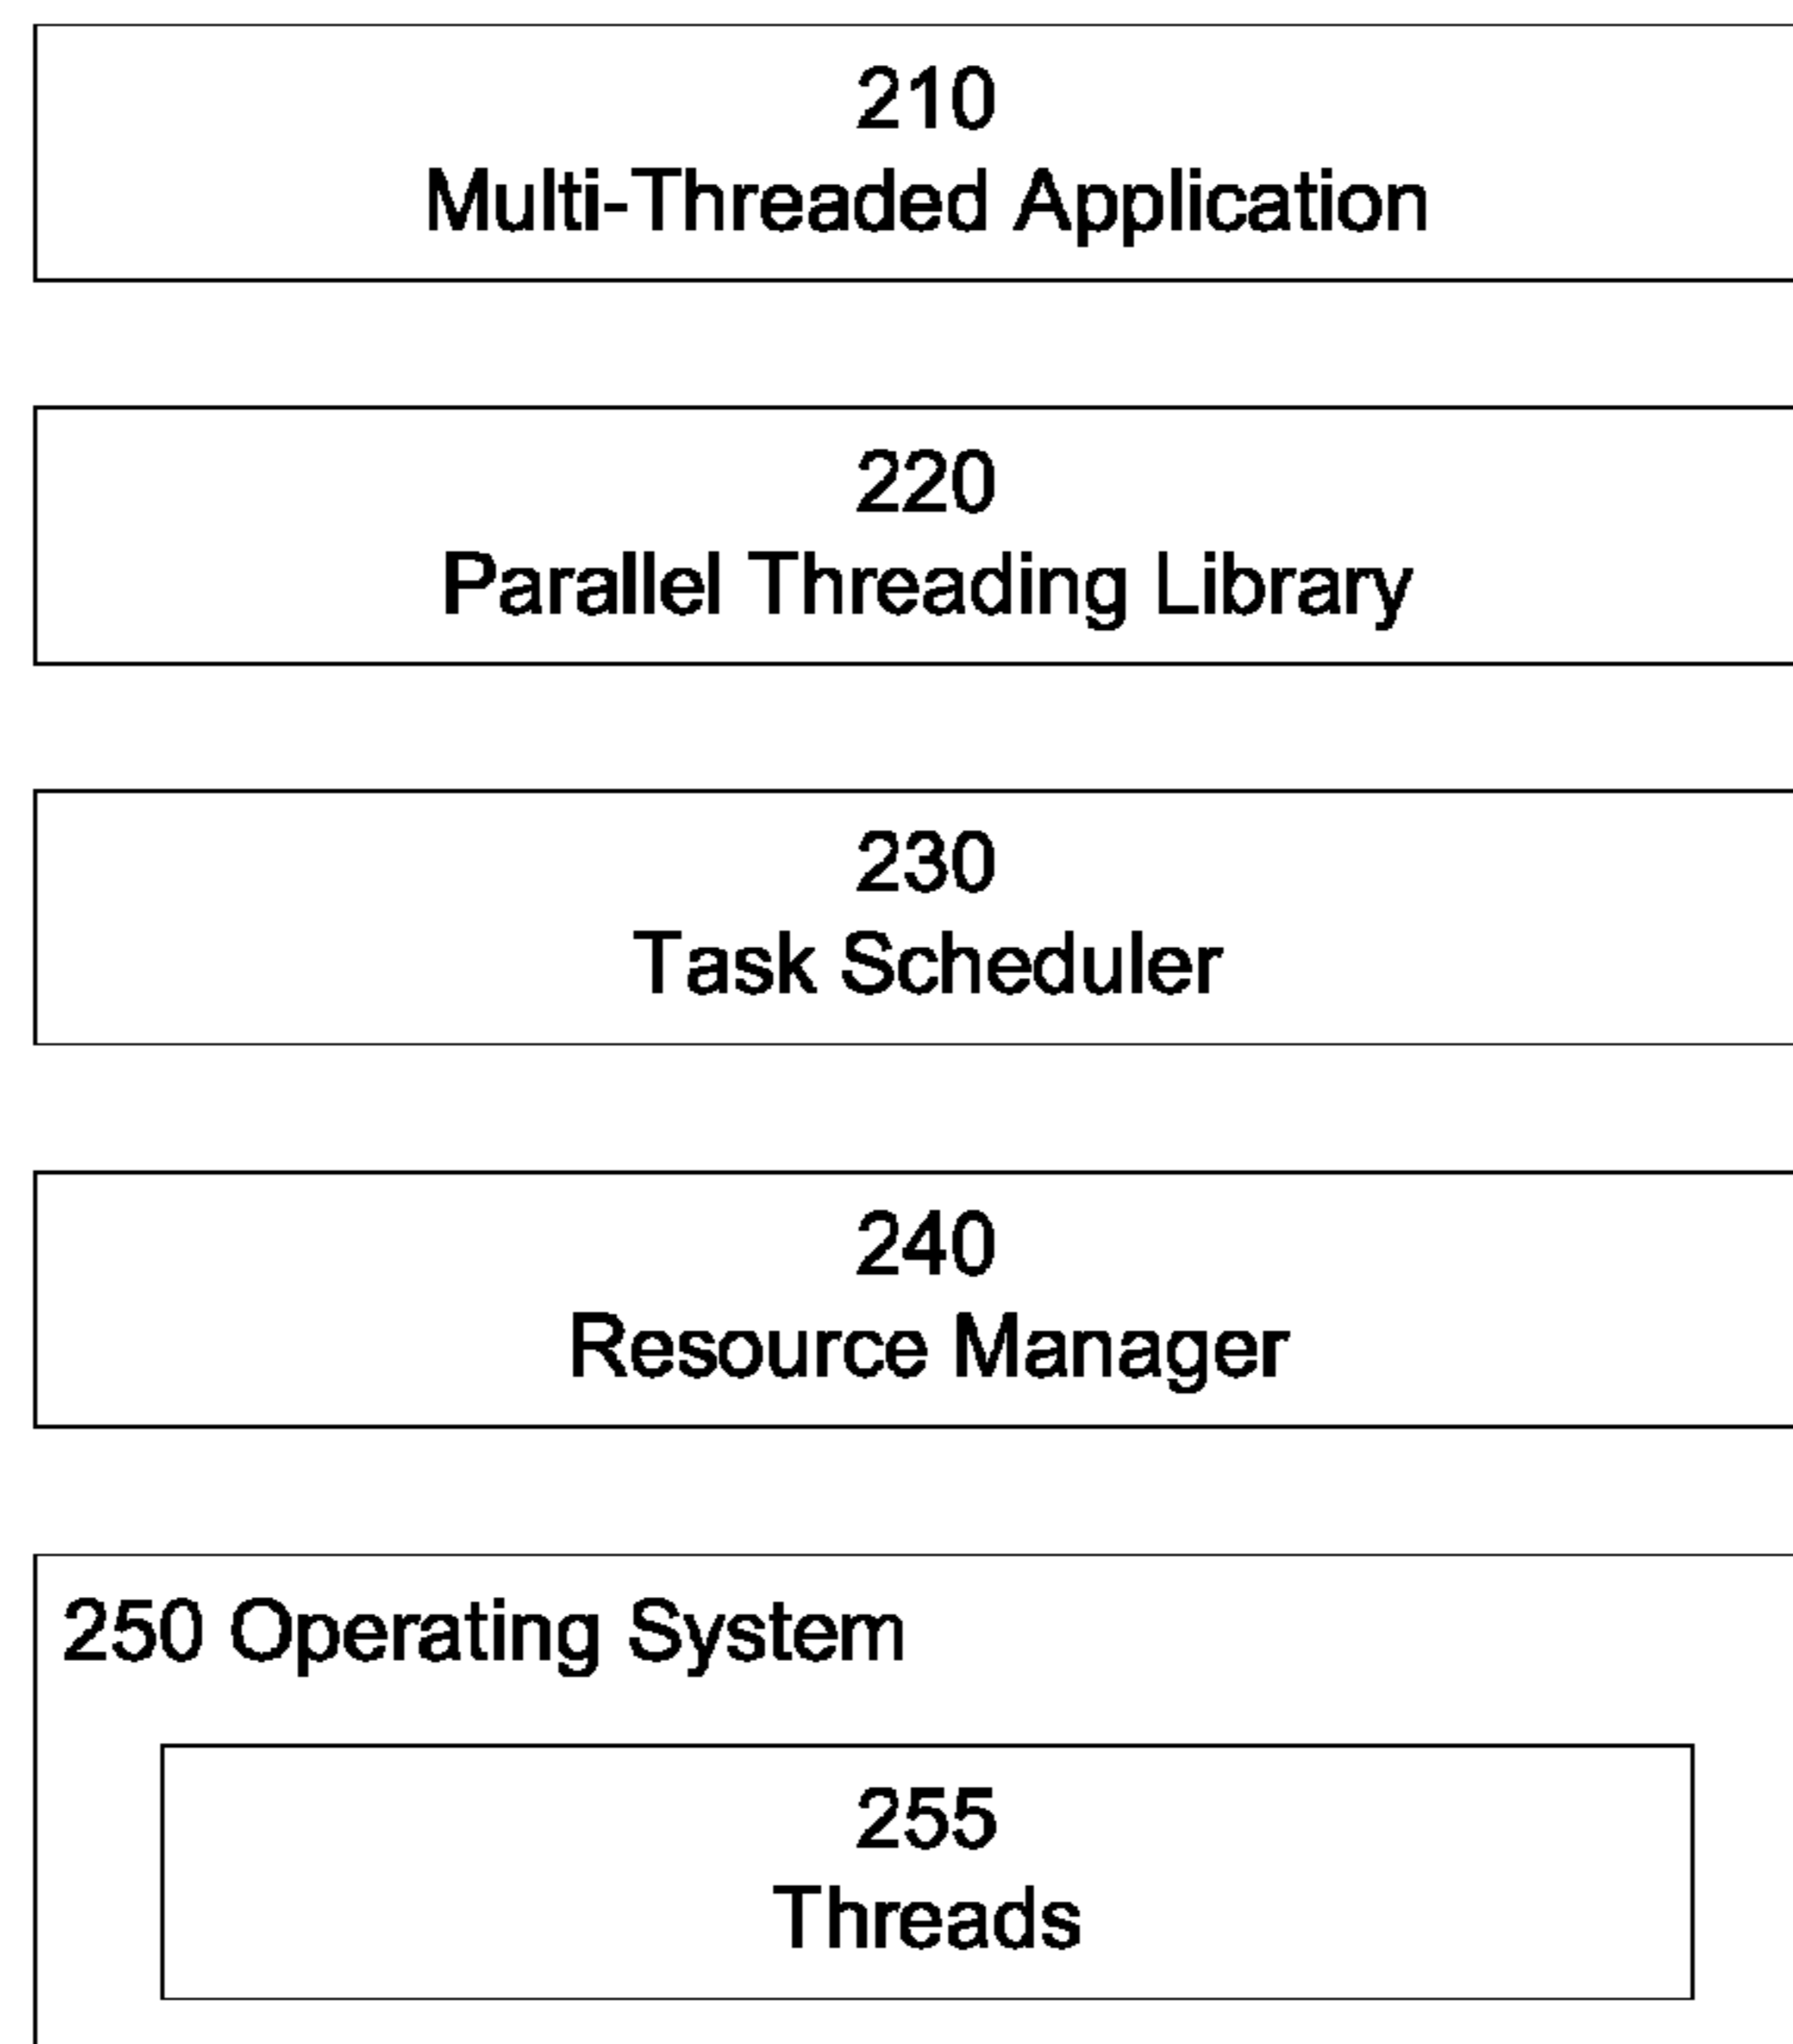 210
Multi-Threaded Application
220
Parallel Threading Library
230
Task Scheduler
240
Resource Manager
250 Operating System
255
Threads